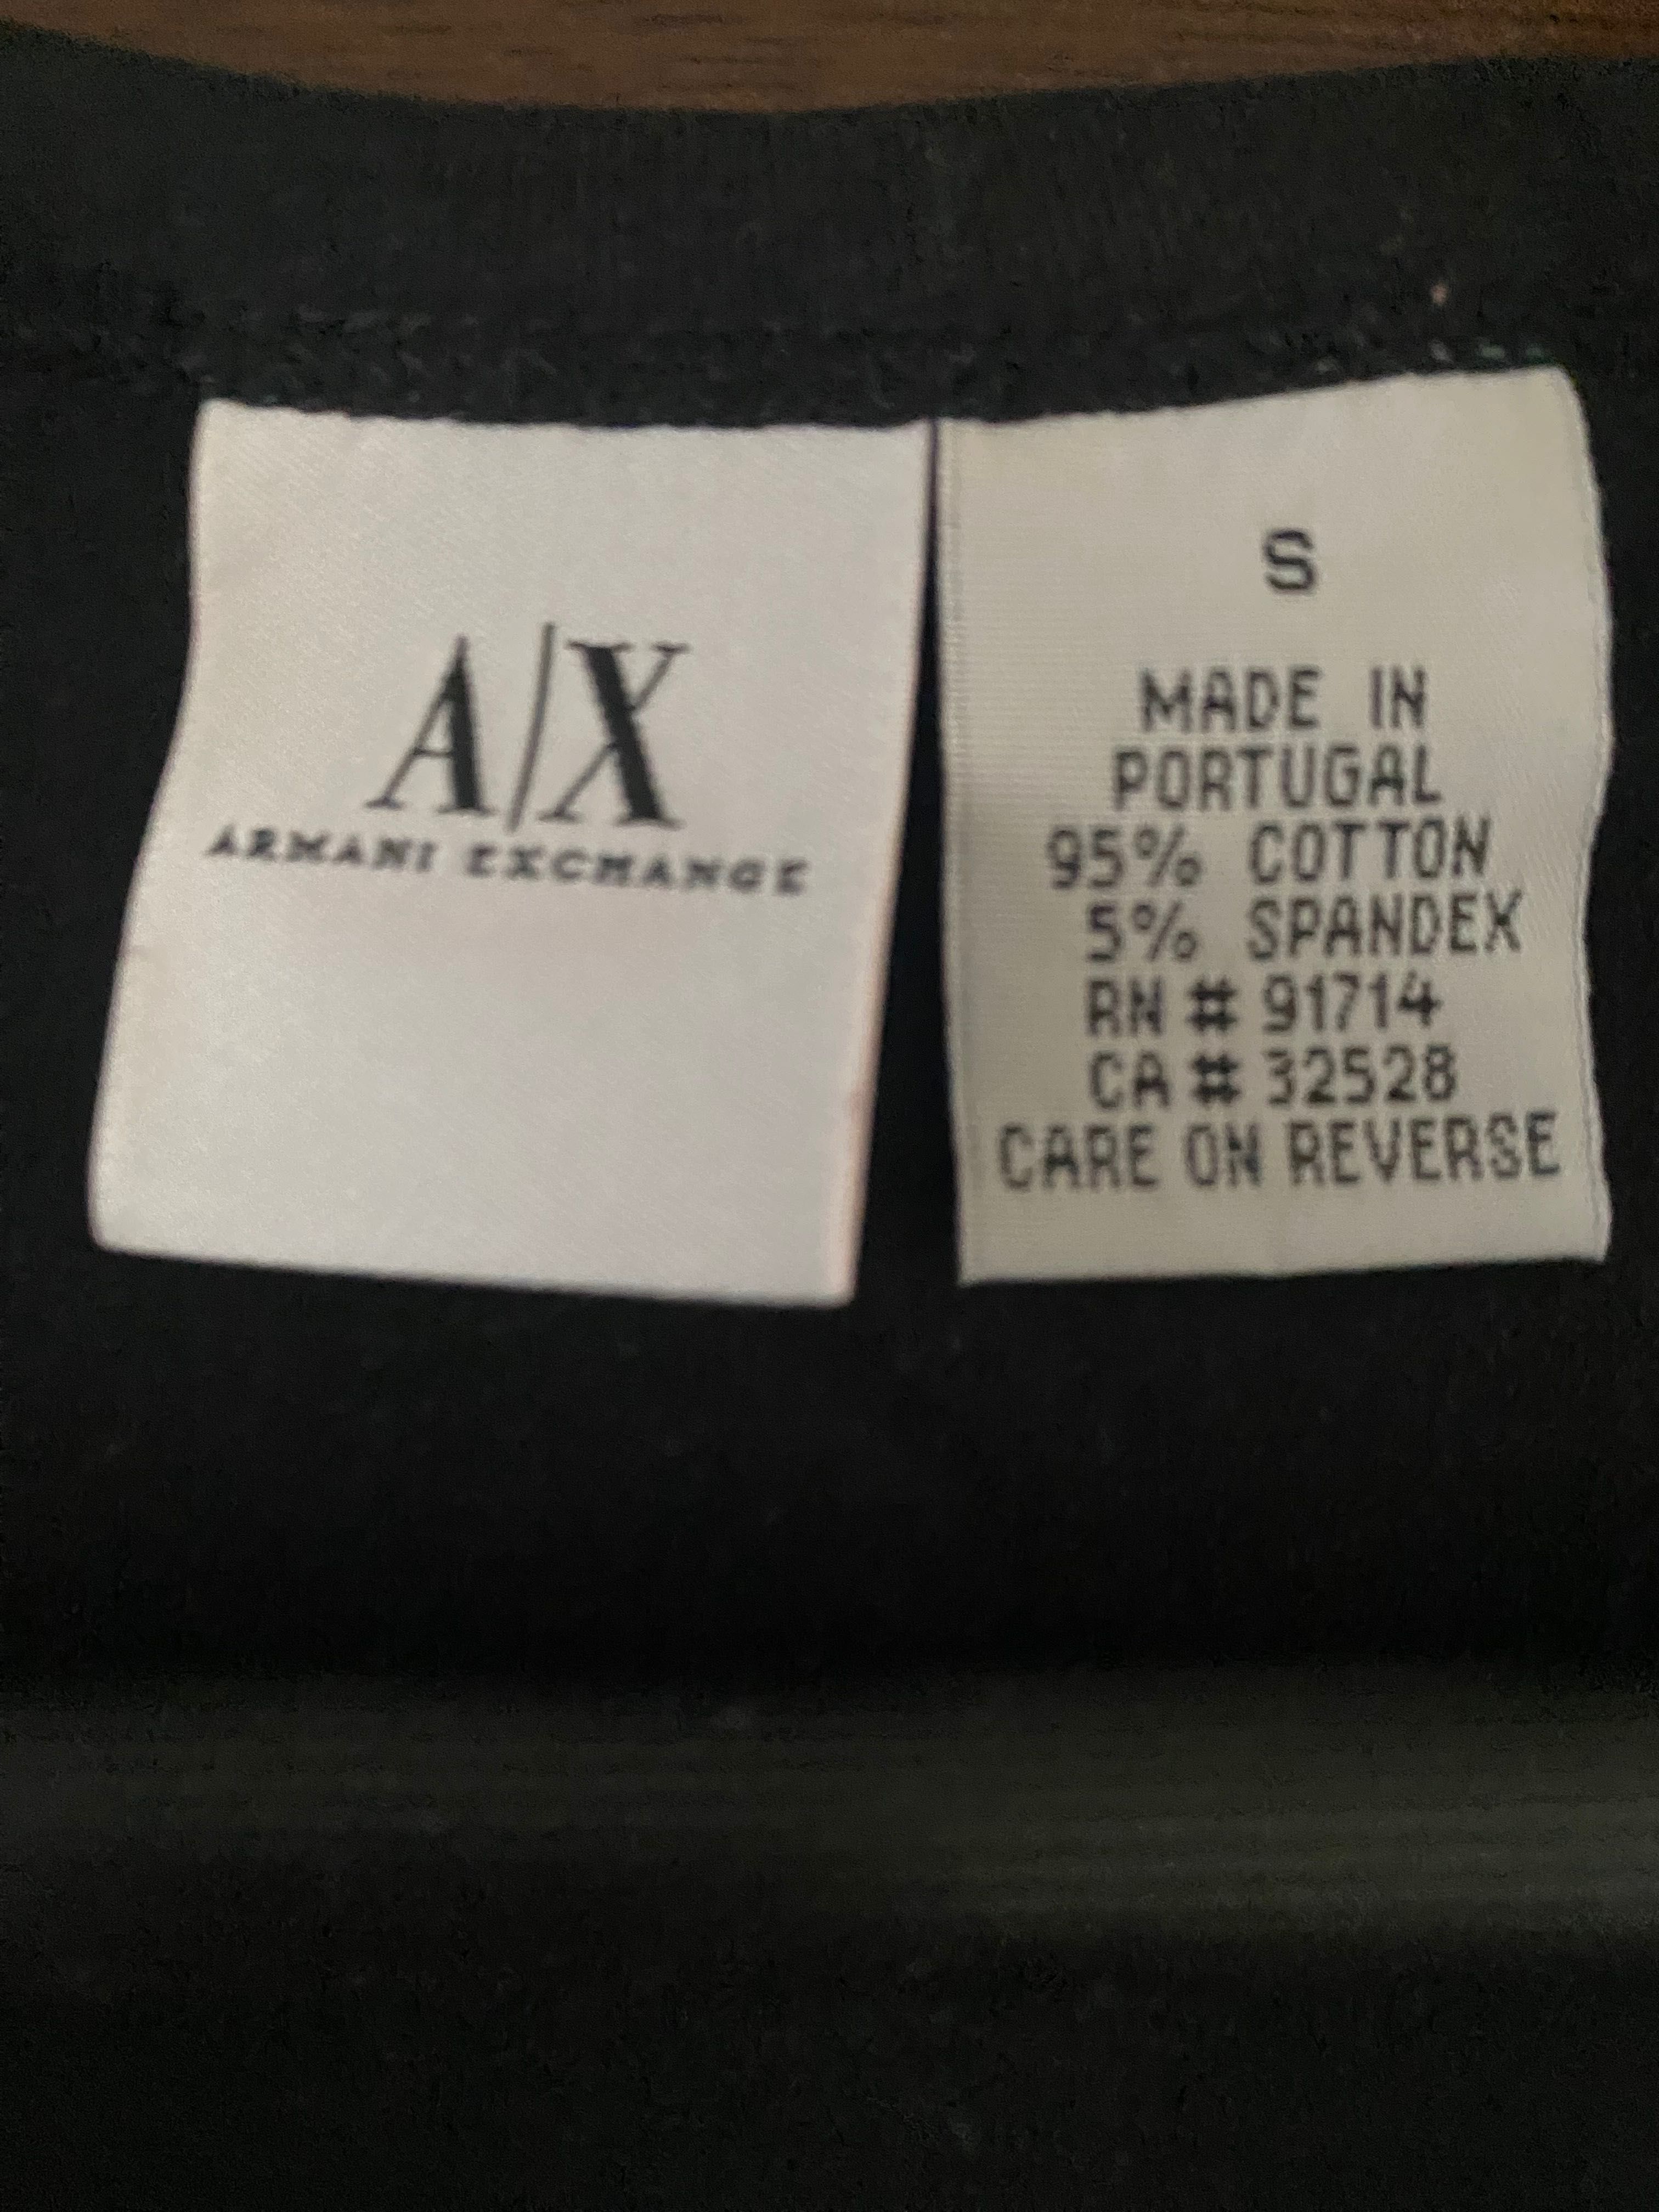 A|X
ARMANI EXCHANGE
S
MADE IN
PORTUGAL
95% COTTON
5% SPANDEX
RN # 91714
CA # 32528
CARE ON REVERSE